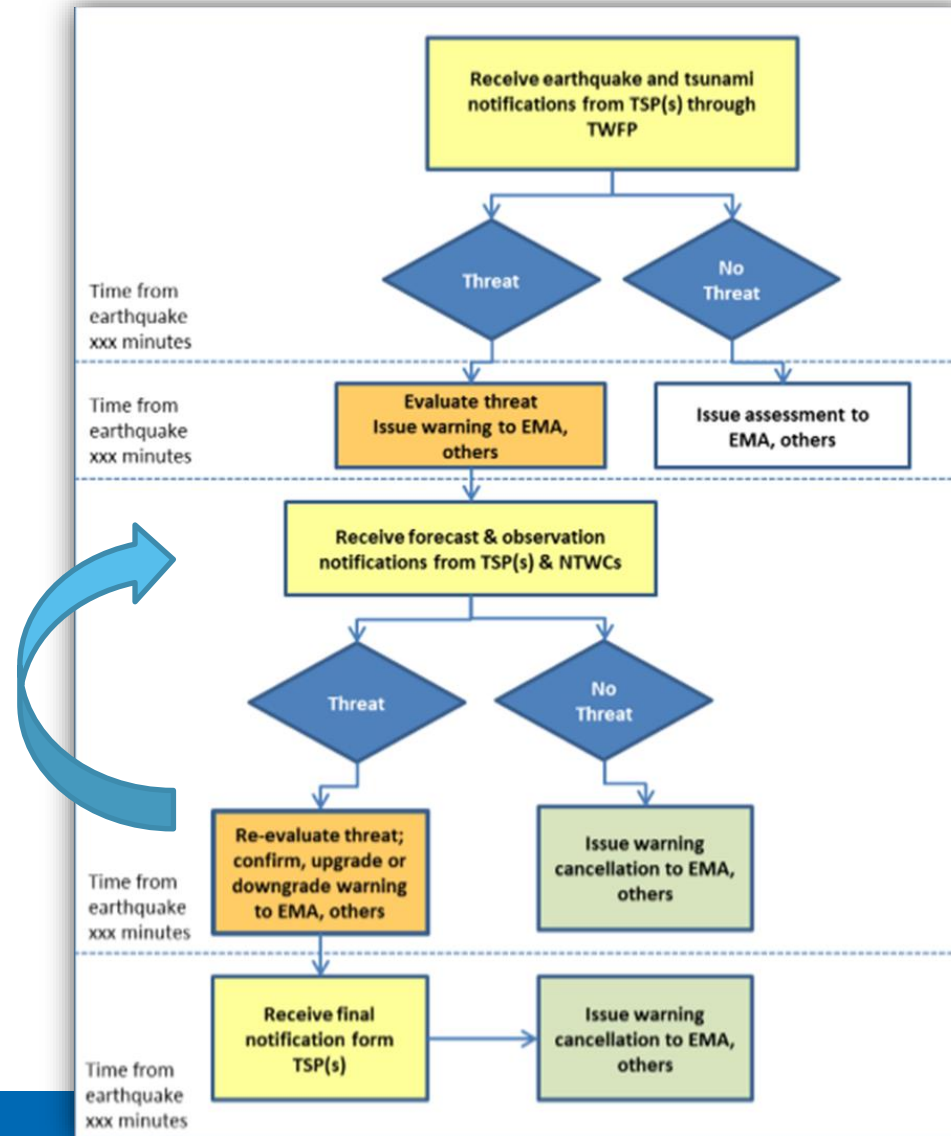 Receive earthquake and tsunami
notifications from TSP(s) through
TWFP
Threat
No
Threat
Time from
earthquake
xxx minutes
Time from
earthquake
xxx minutes
Evaluate threat
Issue warning to EMA,
others
Issue assessment to
EMA, others
Receive forecast & observation
notifications from TSP(s) & NTWCs
Threat
No
Threat
Time from
earthquake
xxx minutes
Re-evaluate threat;
confirm, upgrade or
downgrade warning
to EMA, others
Issue warning
cancellation to EMA,
others
Receive final
notification form
TSP(s)
Issue warning
cancellation to EMA,
others
Time from
earthquake
xxx minutes